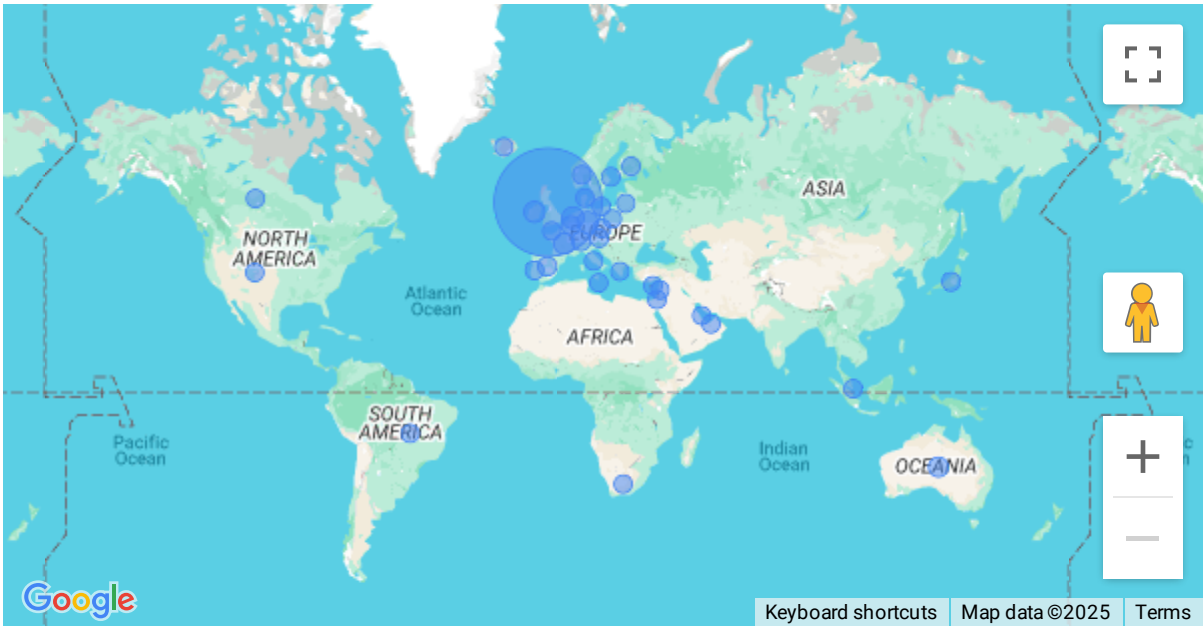 ASIA
NORTH
AMERICA
EUROPE
Atlantic
Ocean
AFRICA
SOUTH
AMERICA
Pacific
Ocean
Indian
Ocean
OCEANIA
Google
Keyboard shortcuts
Map data ©2025
Terms